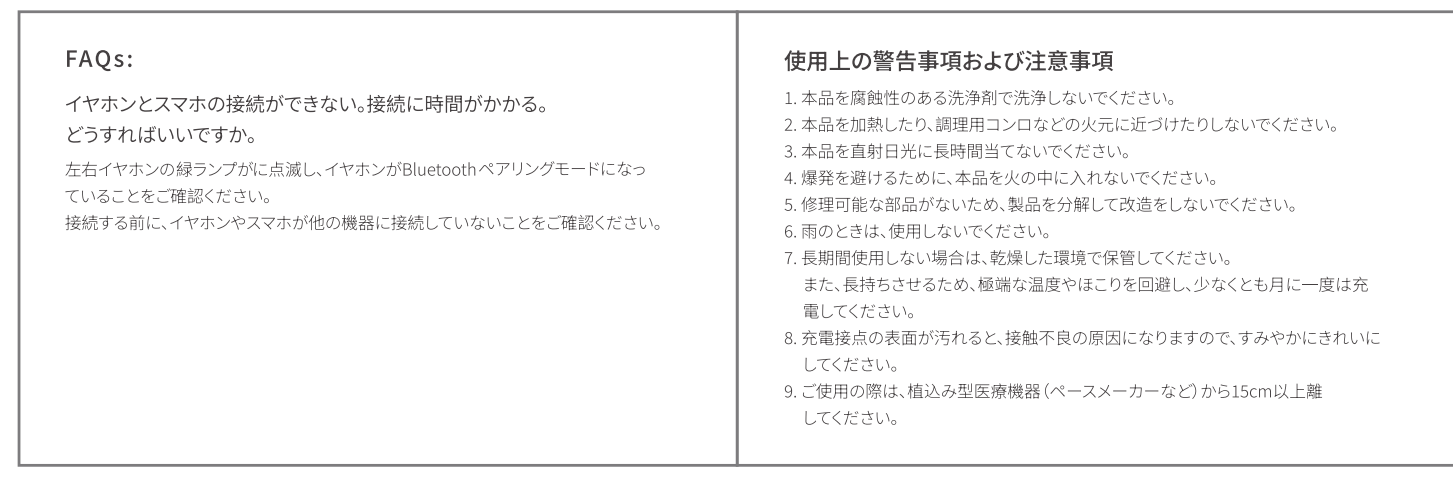 FAQs:
イヤホンとスマホの接続ができない。接続に時間がかかる。
どうすればいいですか。
左右イヤホンの緑ランプがに点滅し、イヤホンがBluetoothペアリングモードになっ
ていることをご確認ください。
接続する前に、イヤホンやスマホが他の機器に接続していないことをご確認ください。
使用上の警告事項および注意事項
1. 本品を腐蝕性のある洗浄剤で洗浄しないでください。
2. 本品を加熱したり、調理用コンロなどの火元に近づけたりしないでください。
3. 本品を直射日光に長時間当てないでください。
4. 爆発を避けるために、本品を火の中に入れないでください。
5. 修理可能な部品がないため、製品を分解して改造をしないでください。
6. 雨のときは、使用しないでください。
7. 長期間使用しない場合は、乾燥した環境で保管してください。
また、長持ちさせるため、極端な温度やほこりを回避し、少なくとも月に一度は充
電してください。
8. 充電接点の表面が汚れると、接触不良の原因になりますので、すみやかにきれいに
してください。
9. ご使用の際は、植込み型医療機器（ペースメーカーなど）から15cm以上離
してください。